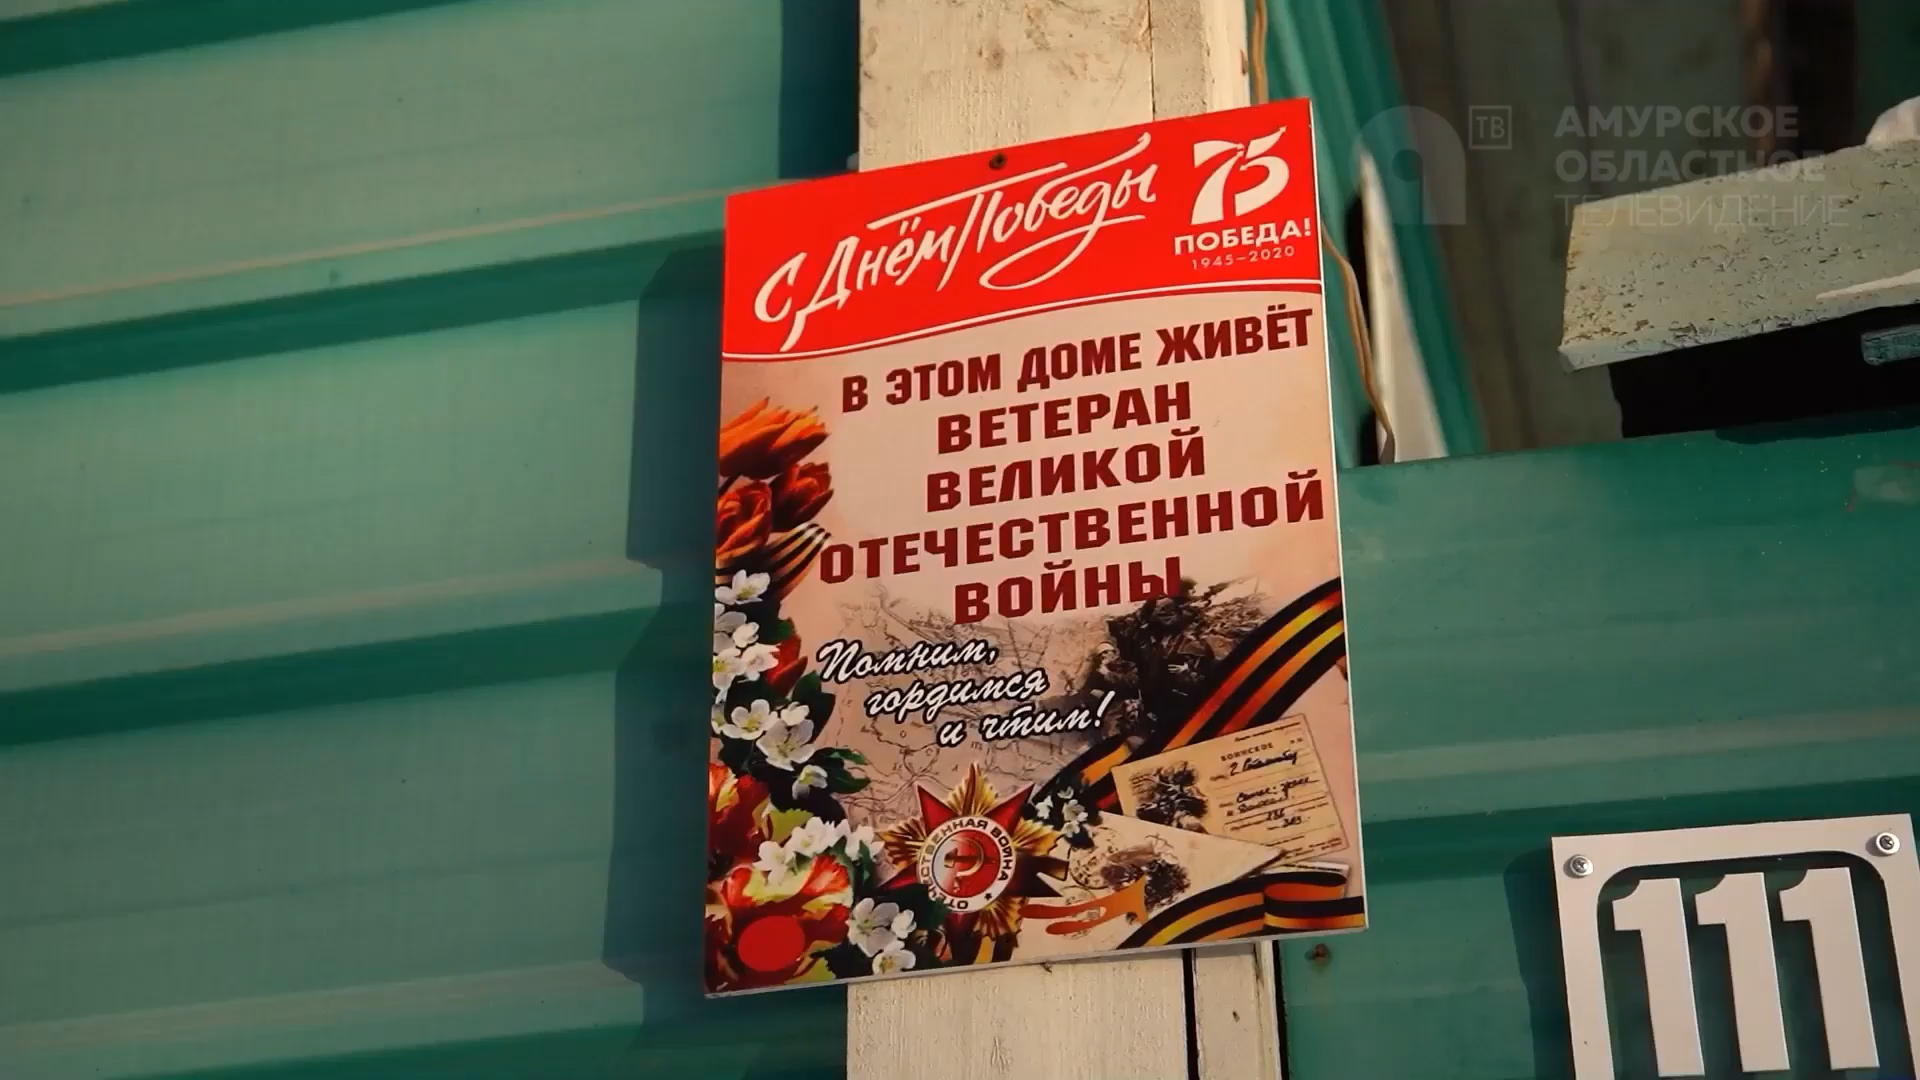 С Днём Победы
75
ПОБЕДА!
1945–2020
В ЭТОМ ДОМЕ ЖИВЁТ
ВЕТЕРАН
ВЕЛИКОЙ
ОТЕЧЕСТВЕННОЙ
ВОЙНЫ
Помним,
гордимся
и чтим!
ВОИНСКОЕ
ОТЕЧЕСТВЕННАЯ ВОЙНА
ТВ
АМУРСКОЕ
ОБЛАСТНОЕ
ТЕЛЕВИДЕНИЕ
111